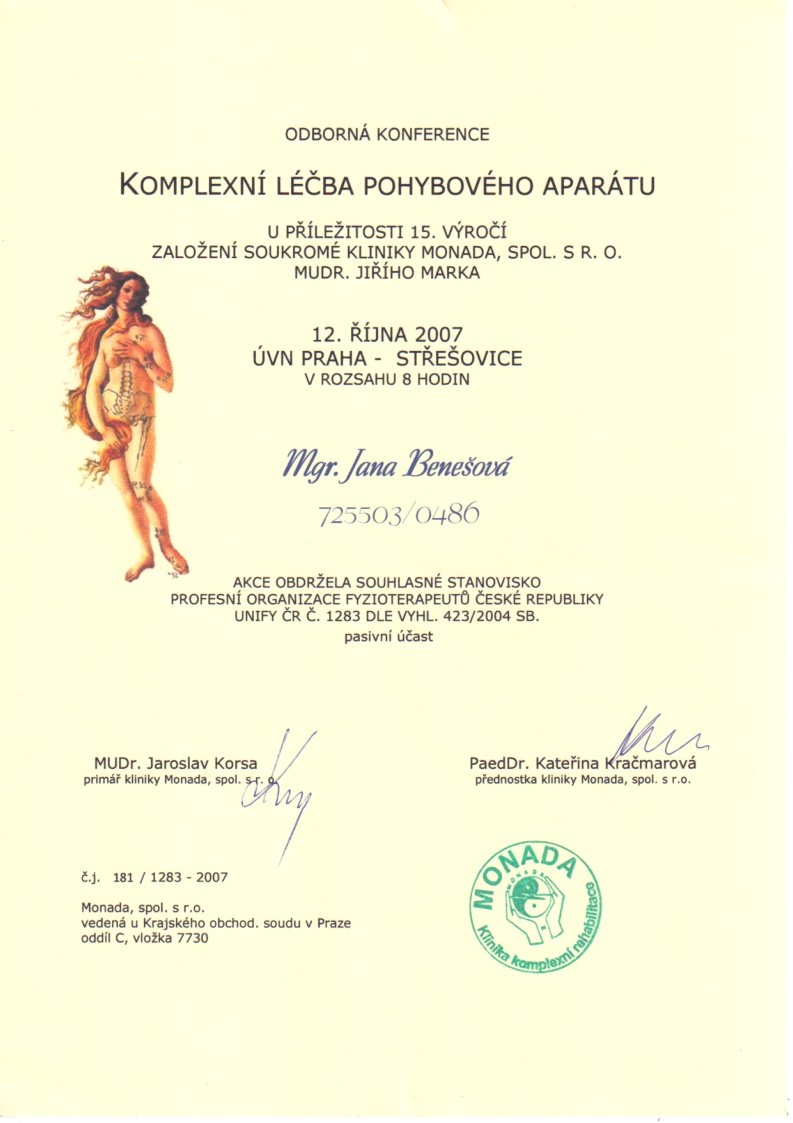 ODBORNÁ KONFERENCE
KOMPLEXNÍ LÉČBA POHYBOVÉHO APARÁTU
U PŘÍLEŽITOSTI 15. VÝROČÍ
ZALOŽENÍ SOUKROMÉ KLINIKY MONADA, SPOL. S R. O.
MUDR. JIŘÍHO MARKA
12. ŘÍJNA 2007
ÚVN PRAHA - STŘEŠOVICE
V ROZSAHU 8 HODIN
Mgr. Jana Benešová
725503/0486
AKCE OBDRŽELA SOUHLASNÉ STANOVISKO
PROFESNÍ ORGANIZACE FYZIOTERAPEUTŮ ČESKÉ REPUBLIKY
UNIFY ČR Č. 1283 DLE VYHL. 423/2004 SB.
pasivní účast
MUDr. Jaroslav Korsa
primář kliniky Monada, spol. s r. o.
PaedDr. Kateřina Kračmarová
přednostka kliniky Monada, spol. s r.o.
č.j. 181 / 1283 - 2007
Monada, spol. s r.o.
vedená u Krajského obchod. soudu v Praze
oddíl C, vložka 7730
MONADA
MONADA
Klinika komplexní rehabilitace